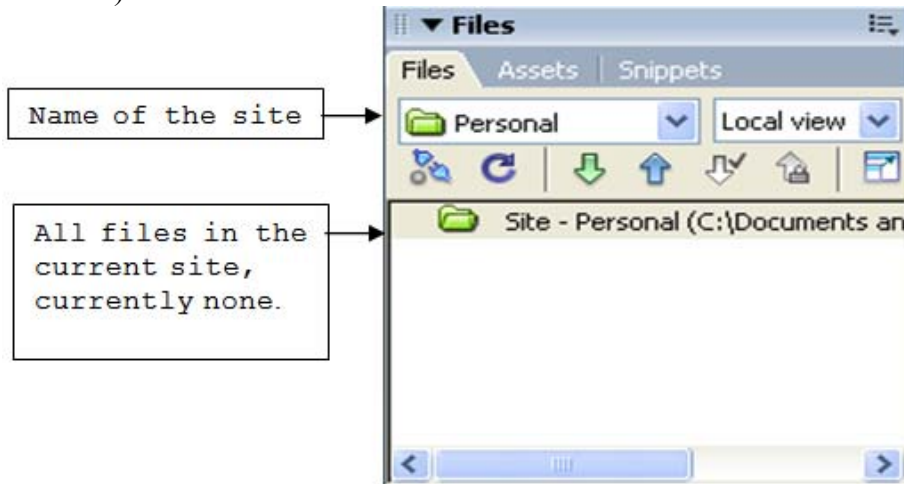 )
Files
Files Assets Snippets
Name of the site
Personal Local view
All files in the
current site,
currently none.
Site - Personal (C:\Documents an